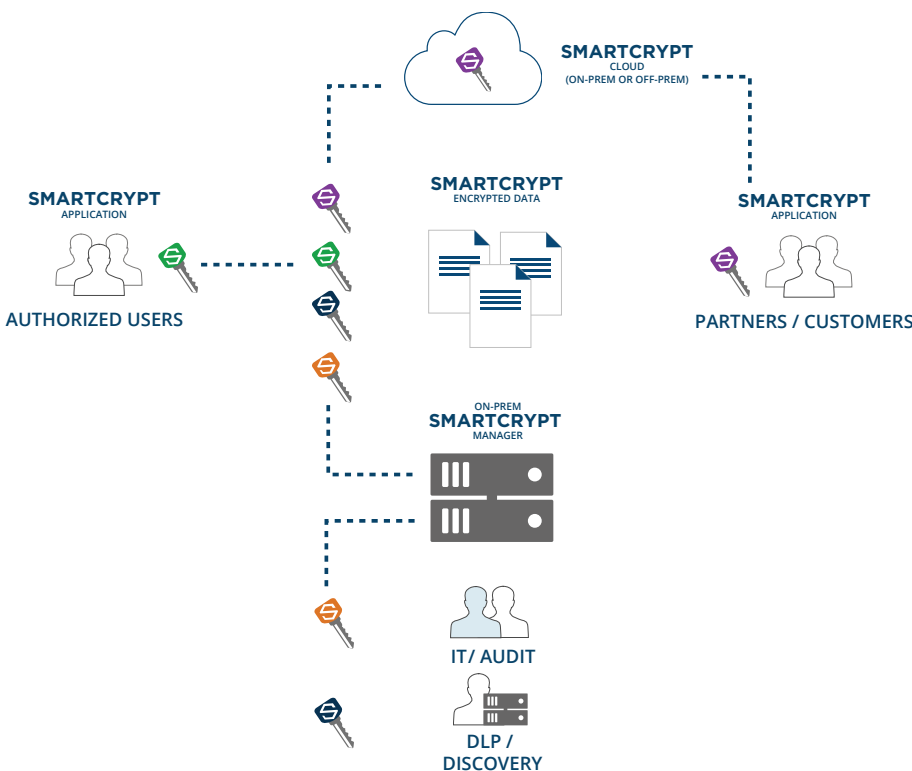 SMARTCRYPT
CLOUD
(ON-PREM OR OFF-PREM)
SMARTCRYPT
ENCRYPTED DATA
SMARTCRYPT
APPLICATION
AUTHORIZED USERS
SMARTCRYPT
APPLICATION
PARTNERS / CUSTOMERS
ON-PREM
SMARTCRYPT
MANAGER
IT/ AUDIT
DLP /
DISCOVERY